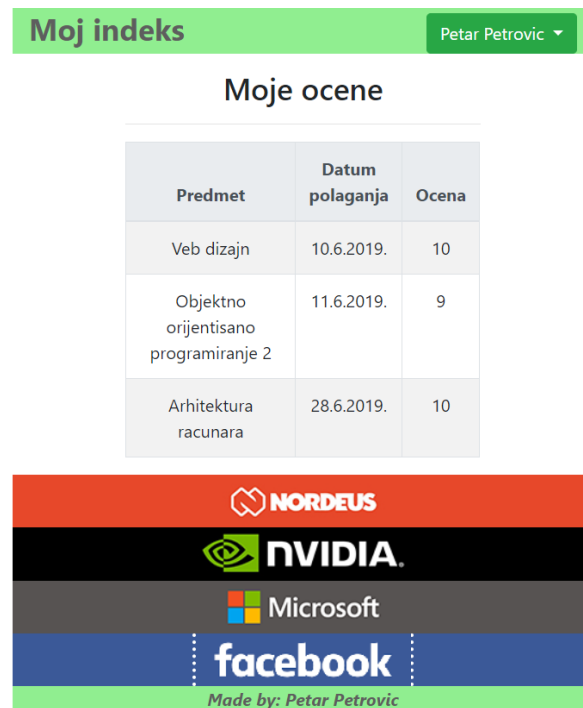 Moj indeks
Petar Petrovic
Moje ocene
Predmet Datum polaganja Ocena
Veb dizajn 10.6.2019. 10
Objektno orijentisano programiranje 2 11.6.2019. 9
Arhitektura racunara 28.6.2019. 10
NORDEUS
NVIDIA.
Microsoft
facebook
Made by: Petar Petrovic